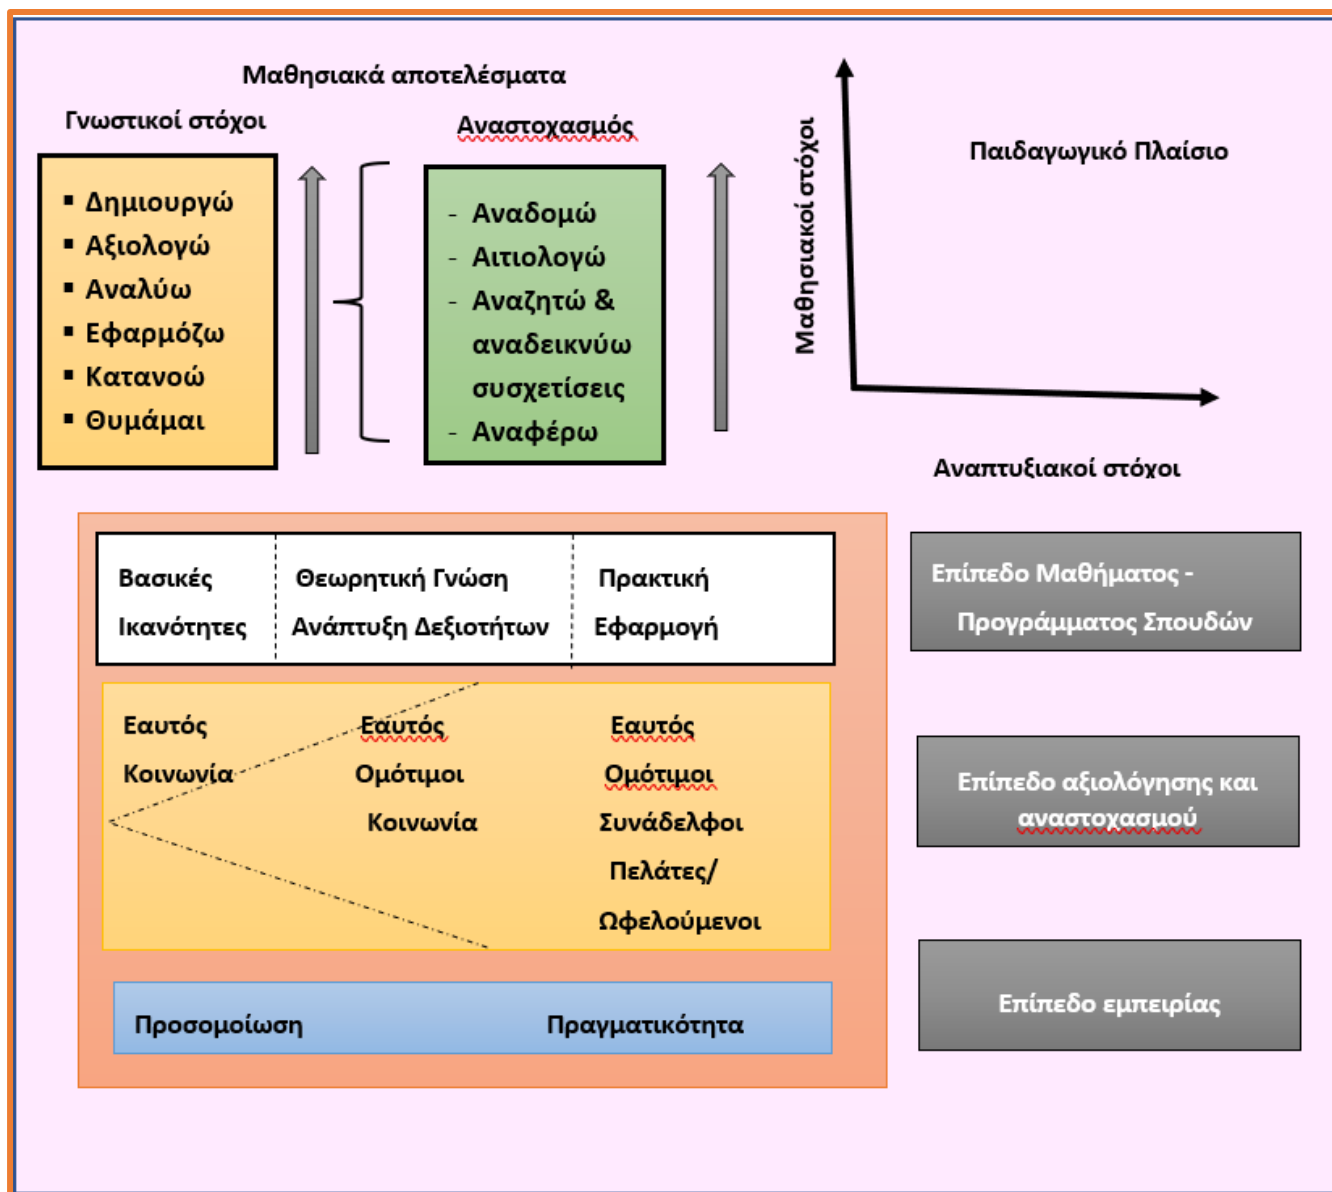 Μαθησιακά αποτελέσματα
Γνωστικοί στόχοι
Αναστοχασμός
▪ Δημιουργώ
▪ Αξιολογώ
▪ Αναλύω
▪ Εφαρμόζω
▪ Κατανοώ
▪ Θυμάμαι
- Αναδομώ
- Αιτιολογώ
- Αναζητώ &
αναδεικνύω
συσχετίσεις
- Αναφέρω
Μαθησιακοί στόχοι
Παιδαγωγικό Πλαίσιο
Αναπτυξιακοί στόχοι
Βασικές
Ικανότητες
Θεωρητική Γνώση
Ανάπτυξη Δεξιοτήτων
Πρακτική
Εφαρμογή
Επίπεδο Μαθήματος -
Προγράμματος Σπουδών
Εαυτός
Κοινωνία
Εαυτός
Ομότιμοι
Κοινωνία
Εαυτός
Ομότιμοι
Συνάδελφοι
Πελάτες/
Ωφελούμενοι
Επίπεδο αξιολόγησης και
αναστοχασμού
Προσομοίωση
Πραγματικότητα
Επίπεδο εμπειρίας